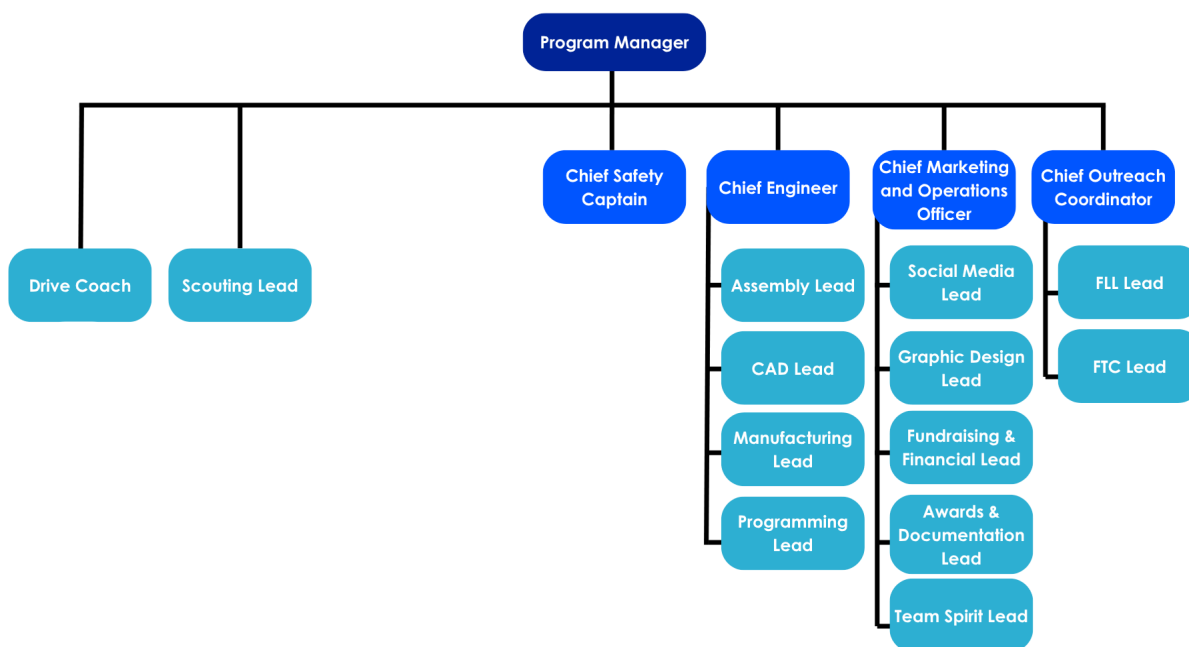 Program Manager
Chief Safety
Captain
Chief Engineer
Chief Marketing
and Operations
Officer
Chief Outreach
Coordinator
Drive Coach
Scouting Lead
Assembly Lead
CAD Lead
Manufacturing
Lead
Programming
Lead
Social Media
Lead
Graphic Design
Lead
Fundraising &
Financial Lead
Awards &
Documentation
Lead
Team Spirit Lead
FLL Lead
FTC Lead